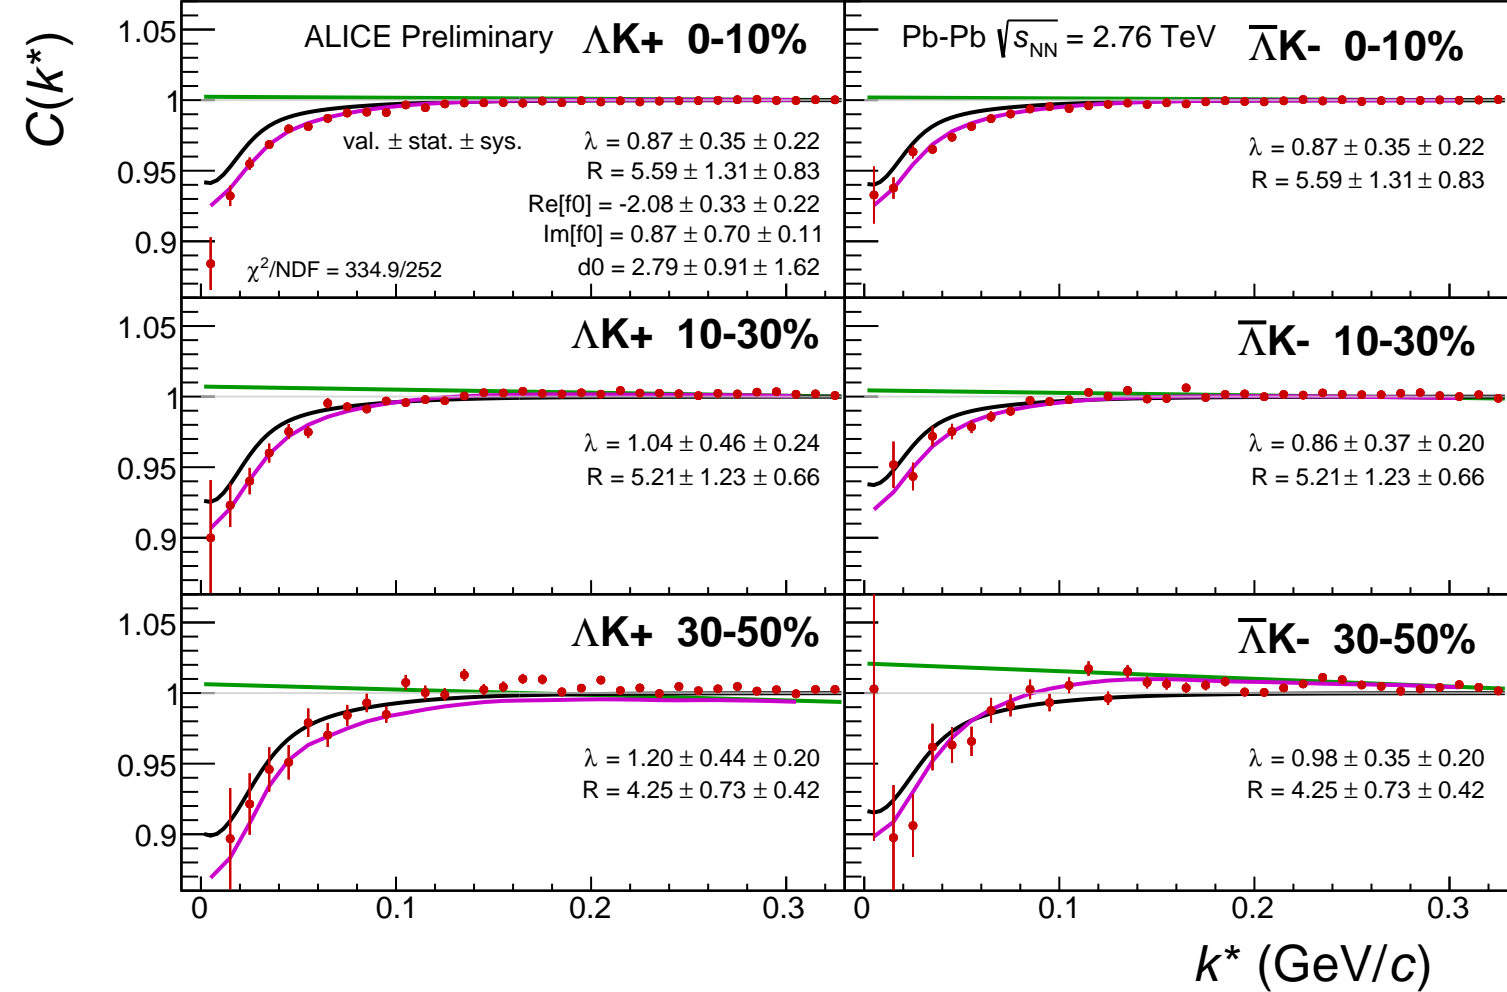 C(k*)
ALICE Preliminary ΛK+ 0-10%
val. ± stat. ± sys.
λ = 0.87 ± 0.35 ± 0.22
R = 5.59 ± 1.31 ± 0.83
Re[f0] = -2.08 ± 0.33 ± 0.22
Im[f0] = 0.87 ± 0.70 ± 0.11
d0 = 2.79 ± 0.91 ± 1.62
χ²/NDF = 334.9/252
1.05
1
0.95
0.9
Pb-Pb √sNN = 2.76 TeV Λ̅K- 0-10%
λ = 0.87 ± 0.35 ± 0.22
R = 5.59 ± 1.31 ± 0.83
ΛK+ 10-30%
λ = 1.04 ± 0.46 ± 0.24
R = 5.21 ± 1.23 ± 0.66
1.05
1
0.95
0.9
Λ̅K- 10-30%
λ = 0.86 ± 0.37 ± 0.20
R = 5.21 ± 1.23 ± 0.66
ΛK+ 30-50%
λ = 1.20 ± 0.44 ± 0.20
R = 4.25 ± 0.73 ± 0.42
1.05
1
0.95
0.9
Λ̅K- 30-50%
λ = 0.98 ± 0.35 ± 0.20
R = 4.25 ± 0.73 ± 0.42
0 0.1 0.2 0.3
0 0.1 0.2 0.3
k* (GeV/c)